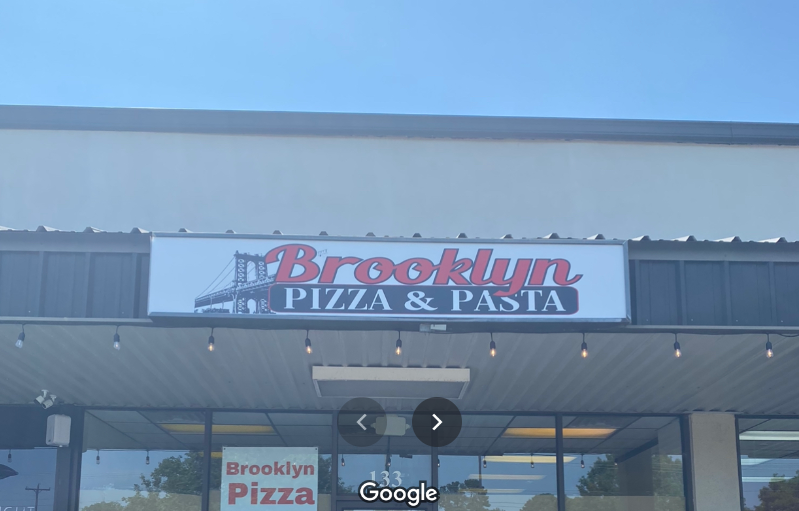 Brooklyn
PIZZA & PASTA
Brooklyn
Pizza
133
Google